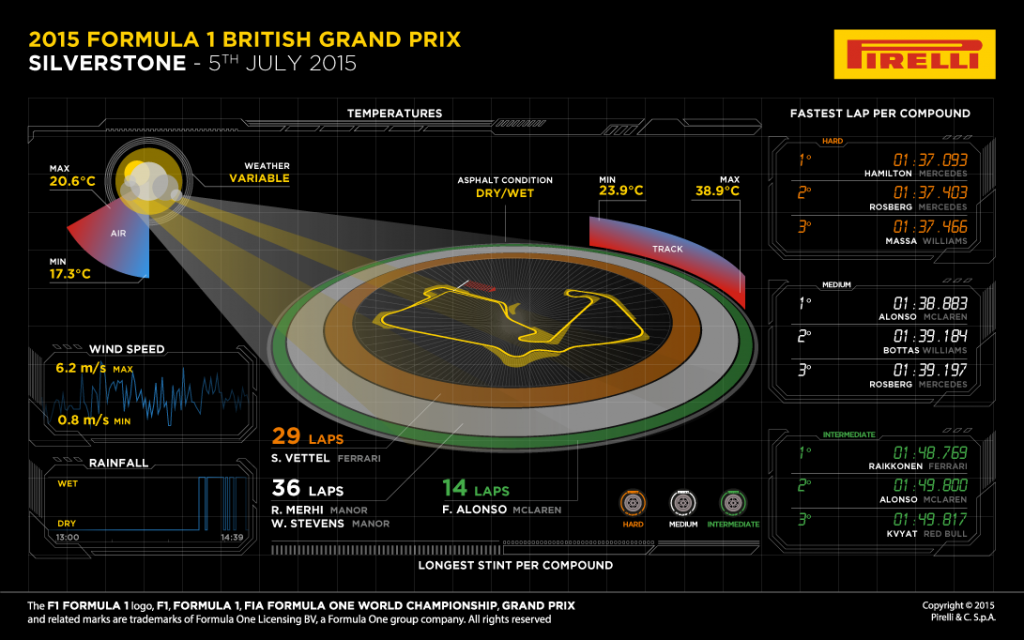 2015 FORMULA 1 BRITISH GRAND PRIX
SILVERSTONE - 5TH JULY 2015
PIRELLI
TEMPERATURES
MAX
20.6°C
WEATHER
VARIABLE
AIR
MIN
17.3°C
ASPHALT CONDITION
DRY/WET
MIN
23.9°C
MAX
38.9°C
TRACK
WIND SPEED
6.2 m/s MAX
0.8 m/s MIN
RAINFALL
WET
DRY
13:00
14:39
29 LAPS
S. VETTEL FERRARI
36 LAPS
R. MERHI MANOR
W. STEVENS MANOR
14 LAPS
F. ALONSO MCLAREN
HARD
MEDIUM
INTERMEDIATE
LONGEST STINT PER COMPOUND
FASTEST LAP PER COMPOUND
HARD
1° 01:37.093
HAMILTON MERCEDES
2° 01:37.403
ROSBERG MERCEDES
3° 01:37.466
MASSA WILLIAMS
MEDIUM
1° 01:38.883
ALONSO MCLAREN
2° 01:39.184
BOTTAS WILLIAMS
3° 01:39.197
ROSBERG MERCEDES
INTERMEDIATE
1° 01:48.769
RAIKKONEN FERRARI
2° 01:49.800
ALONSO MCLAREN
3° 01:49.817
KVYAT RED BULL
The F1 FORMULA 1 logo, F1, FORMULA 1, FIA FORMULA ONE WORLD CHAMPIONSHIP, GRAND PRIX
and related marks are trademarks of Formula One Licensing BV, a Formula One group company. All rights reserved
Copyright © 2015
Pirelli & C. S.p.A.